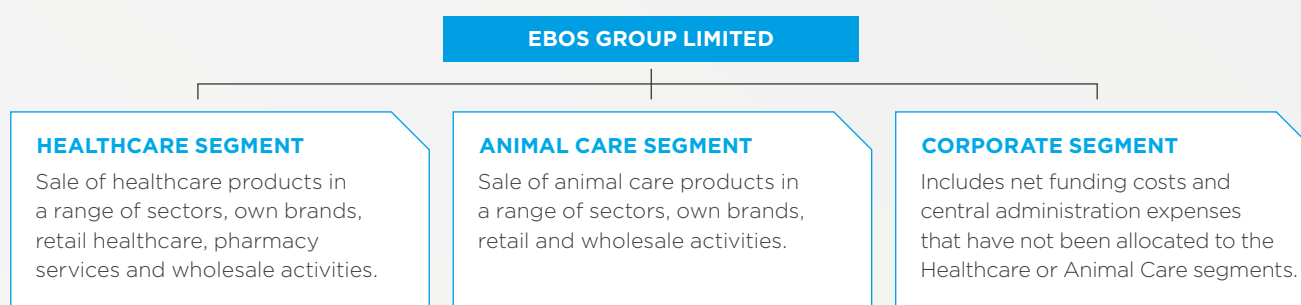 EBOS GROUP LIMITED
HEALTHCARE SEGMENT
Sale of healthcare products in
a range of sectors, own brands,
retail healthcare, pharmacy
services and wholesale activities.
ANIMAL CARE SEGMENT
Sale of animal care products in
a range of sectors, own brands,
retail and wholesale activities.
CORPORATE SEGMENT
Includes net funding costs and
central administration expenses
that have not been allocated to the
Healthcare or Animal Care segments.